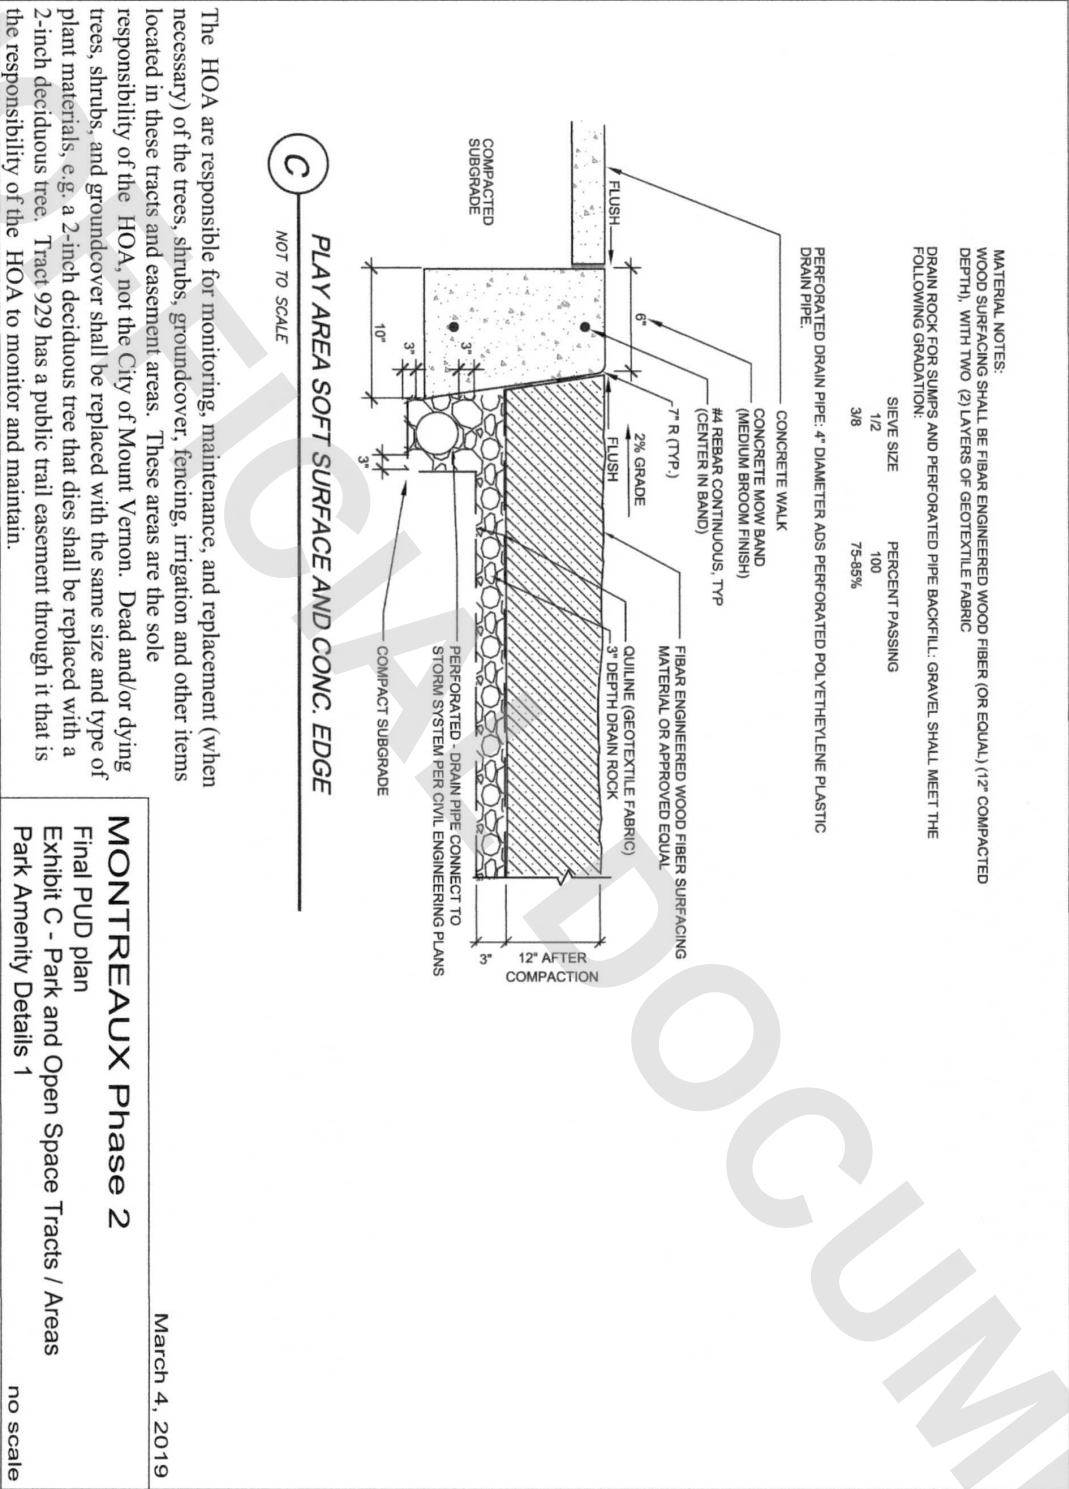 MATERIAL NOTES:
WOOD SURFACING SHALL BE FIBAR ENGINEERED WOOD FIBER (OR EQUAL) (12" COMPACTED
DEPTH), WITH TWO (2) LAYERS OF GEOTEXTILE FABRIC
DRAIN ROCK FOR SUMPS AND PERFORATED PIPE BACKFILL: GRAVEL SHALL MEET THE
FOLLOWING GRADATION:
SIEVE SIZE PERCENT PASSING
1/2 100
3/8 75-85%
PERFORATED DRAIN PIPE: 4" DIAMETER ADS PERFORATED POLYETHEYLENE PLASTIC
DRAIN PIPE.
CONCRETE WALK
CONCRETE MOW BAND
(MEDIUM BROOM FINISH)
#4 REBAR CONTINUOUS, TYP
(CENTER IN BAND)
7" R (TYP.)
2% GRADE
FLUSH
FLUSH
6"
FIBAR ENGINEERED WOOD FIBER SURFACING
MATERIAL OR APPROVED EQUAL
QUILINE (GEOTEXTILE FABRIC)
3" DEPTH DRAIN ROCK
12" AFTER
COMPACTION
3"
COMPACTED
SUBGRADE
3"
3"
10"
3"
PERFORATED - DRAIN PIPE CONNECT TO
STORM SYSTEM PER CIVIL ENGINEERING PLANS
COMPACT SUBGRADE
C
PLAY AREA SOFT SURFACE AND CONC. EDGE
NOT TO SCALE
The HOA are responsible for monitoring, maintenance, and replacement (when
necessary) of the trees, shrubs, groundcover, fencing, irrigation and other items
located in these tracts and easement areas. These areas are the sole
responsibility of the HOA, not the City of Mount Vernon. Dead and/or dying
trees, shrubs, and groundcover shall be replaced with the same size and type of
plant materials, e.g. a 2-inch deciduous tree that dies shall be replaced with a
2-inch deciduous tree. Tract 929 has a public trail easement through it that is
the responsibility of the HOA to monitor and maintain.
March 4, 2019
MONTREAUX Phase 2
Final PUD plan
Exhibit C - Park and Open Space Tracts / Areas
Park Amenity Details 1
no scale
OFFICIAL DOCUM